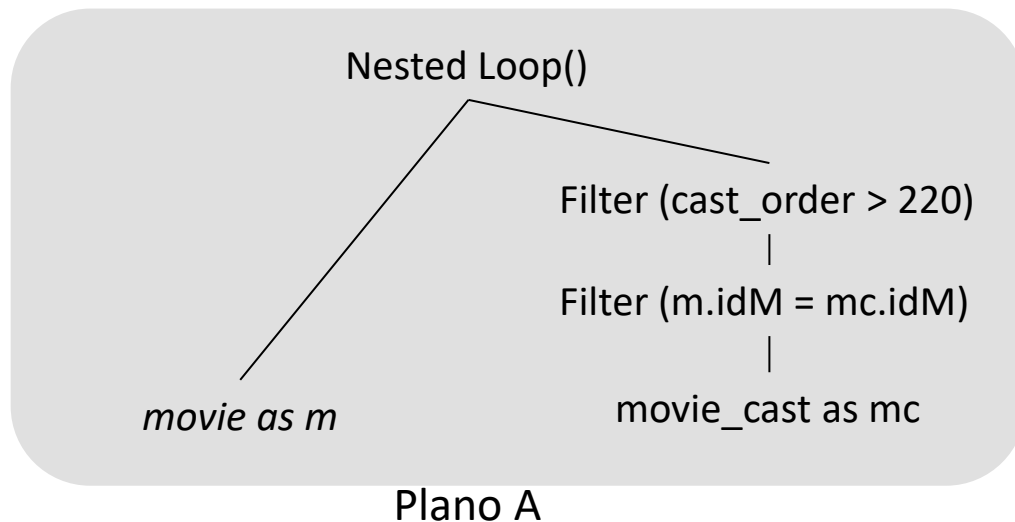 Nested Loop()
Filter (cast_order > 220)
Filter (m.idM = mc.idM)
movie as m
movie_cast as mc
Plano A